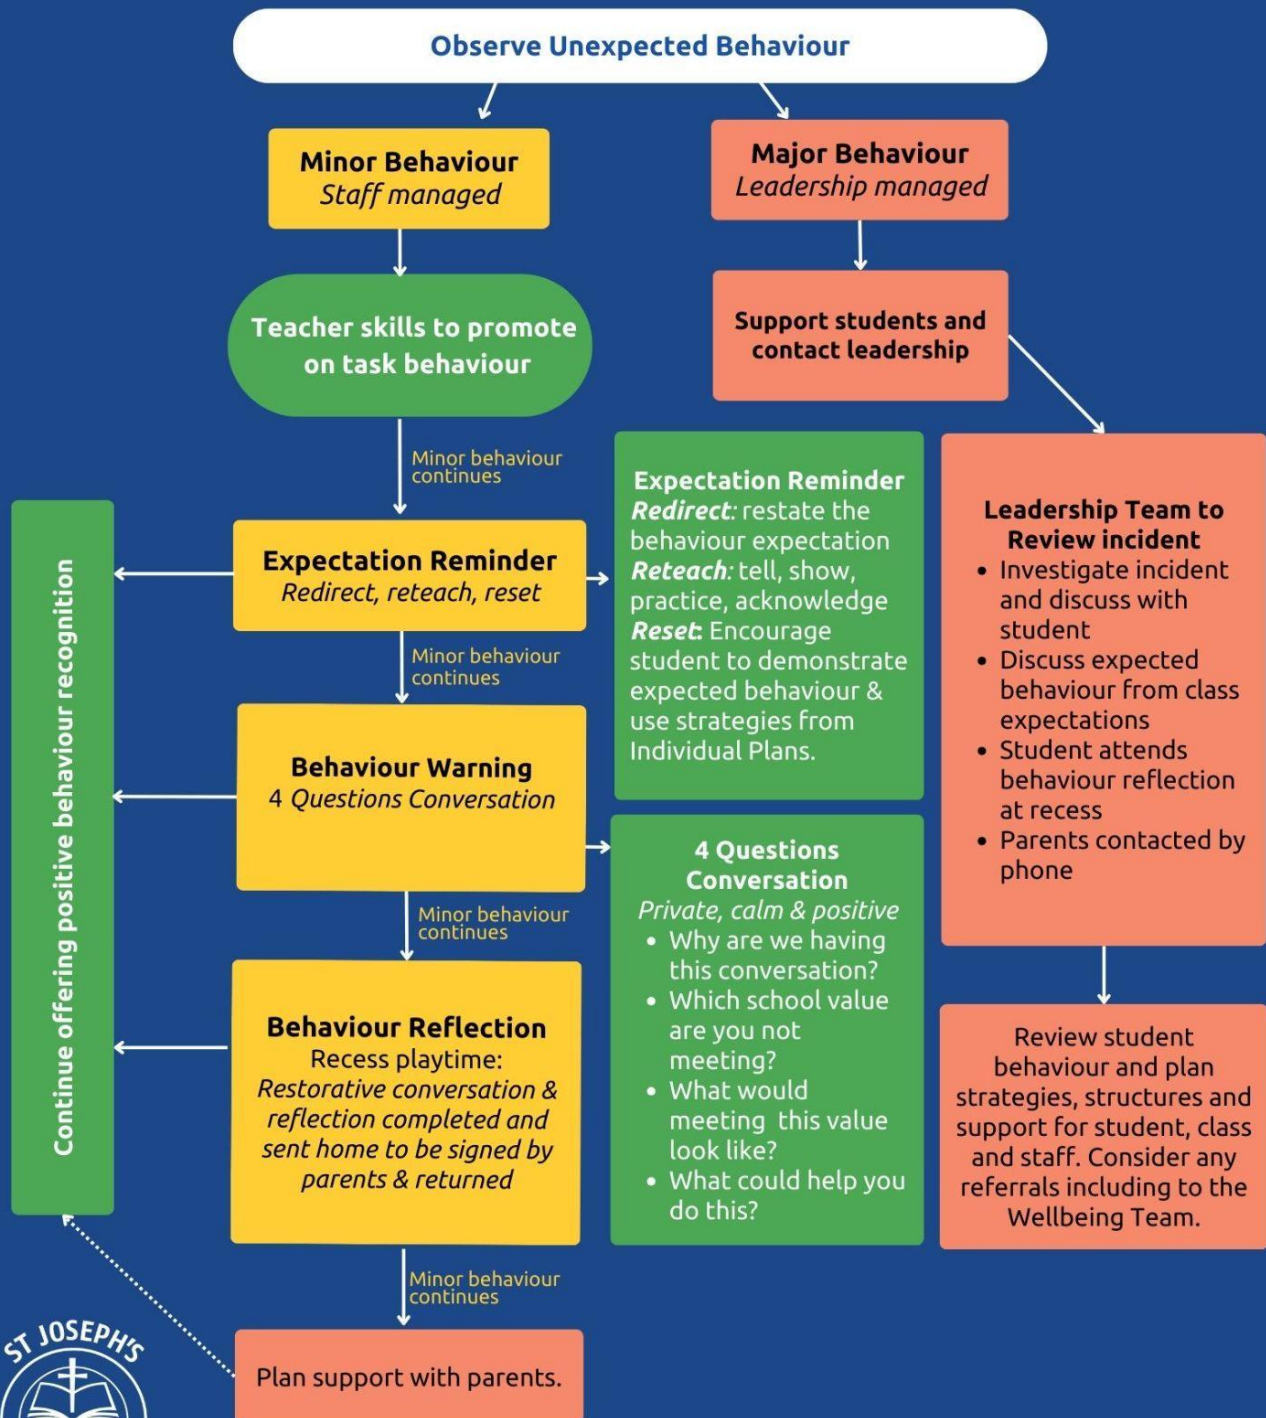 Observe Unexpected Behaviour
Minor Behaviour
Staff managed
Major Behaviour
Leadership managed
Teacher skills to promote
on task behaviour
Support students and
contact leadership
Minor behaviour
continues
Expectation Reminder
Redirect, reteach, reset
Expectation Reminder
Redirect: restate the
behaviour expectation
Reteach: tell, show,
practice, acknowledge
Reset: Encourage
student to demonstrate
expected behaviour &
use strategies from
Individual Plans.
Leadership Team to
Review incident
• Investigate incident
and discuss with
student
• Discuss expected
behaviour from class
expectations
• Student attends
behaviour reflection
at recess
• Parents contacted by
phone
Continue offering positive behaviour recognition
Minor behaviour
continues
Behaviour Warning
4 Questions Conversation
4 Questions
Conversation
Private, calm & positive
• Why are we having
this conversation?
• Which school value
are you not
meeting?
• What would
meeting this value
look like?
• What could help you
do this?
Minor behaviour
continues
Behaviour Reflection
Recess playtime:
Restorative conversation &
reflection completed and
sent home to be signed by
parents & returned
Review student
behaviour and plan
strategies, structures and
support for student, class
and staff. Consider any
referrals including to the
Wellbeing Team.
Minor behaviour
continues
Plan support with parents.
ST JOSEPH'S